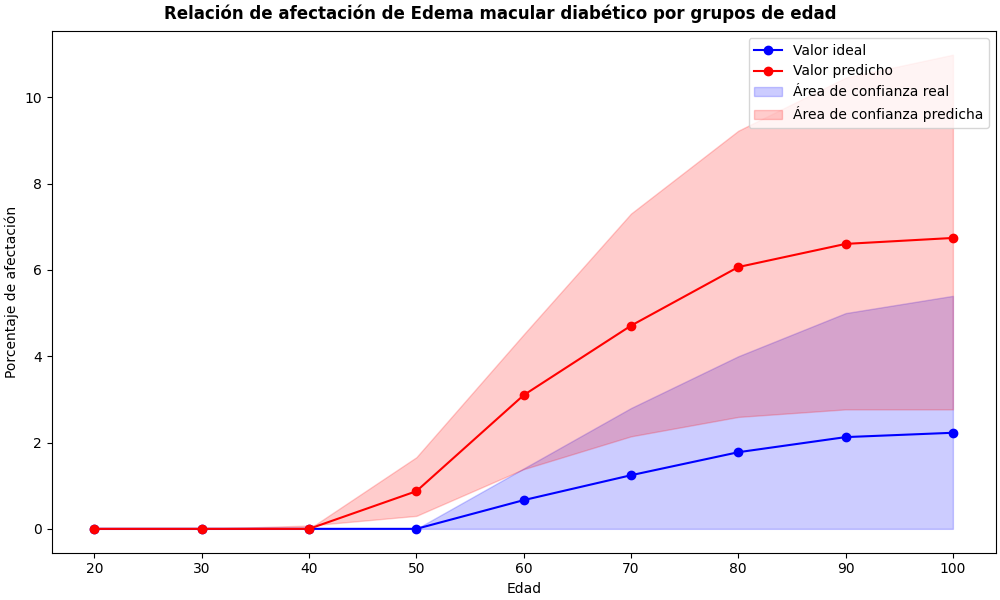 Relación de afectación de Edema macular diabético por grupos de edad
Valor ideal
Valor predicho
Área de confianza real
Área de confianza predicha
Porcentaje de afectación
10
8
6
4
2
0
20 30 40 50 60 70 80 90 100
Edad